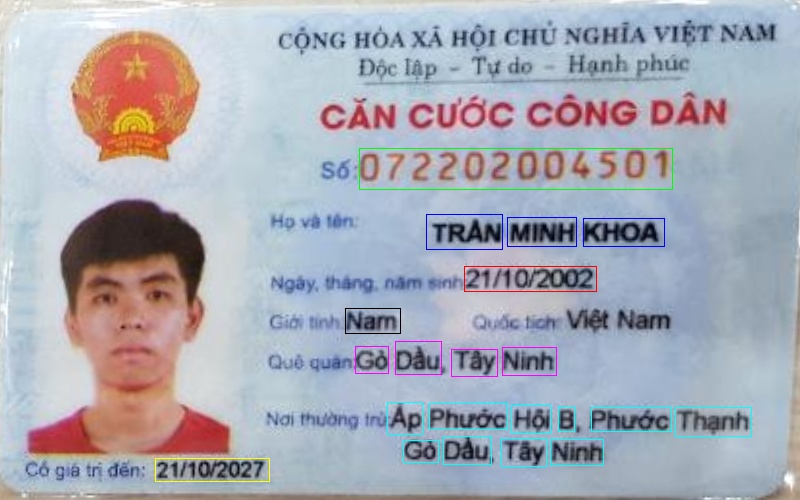 CỘNG HÒA XÃ HỘI CHỦ NGHĨA VIỆT NAM
Độc lập - Tự do - Hạnh phúc
CĂN CƯỚC CÔNG DÂN
Số: 072202004501
Họ và tên: TRẦN MINH KHOA
Ngày, tháng, năm sinh: 21/10/2002
Giới tính: Nam Quốc tịch: Việt Nam
Quê quán: Gò Dầu, Tây Ninh
Nơi thường trú: Ấp Phước Hội B, Phước Thạnh
Gò Dầu, Tây Ninh
Có giá trị đến: 21/10/2027